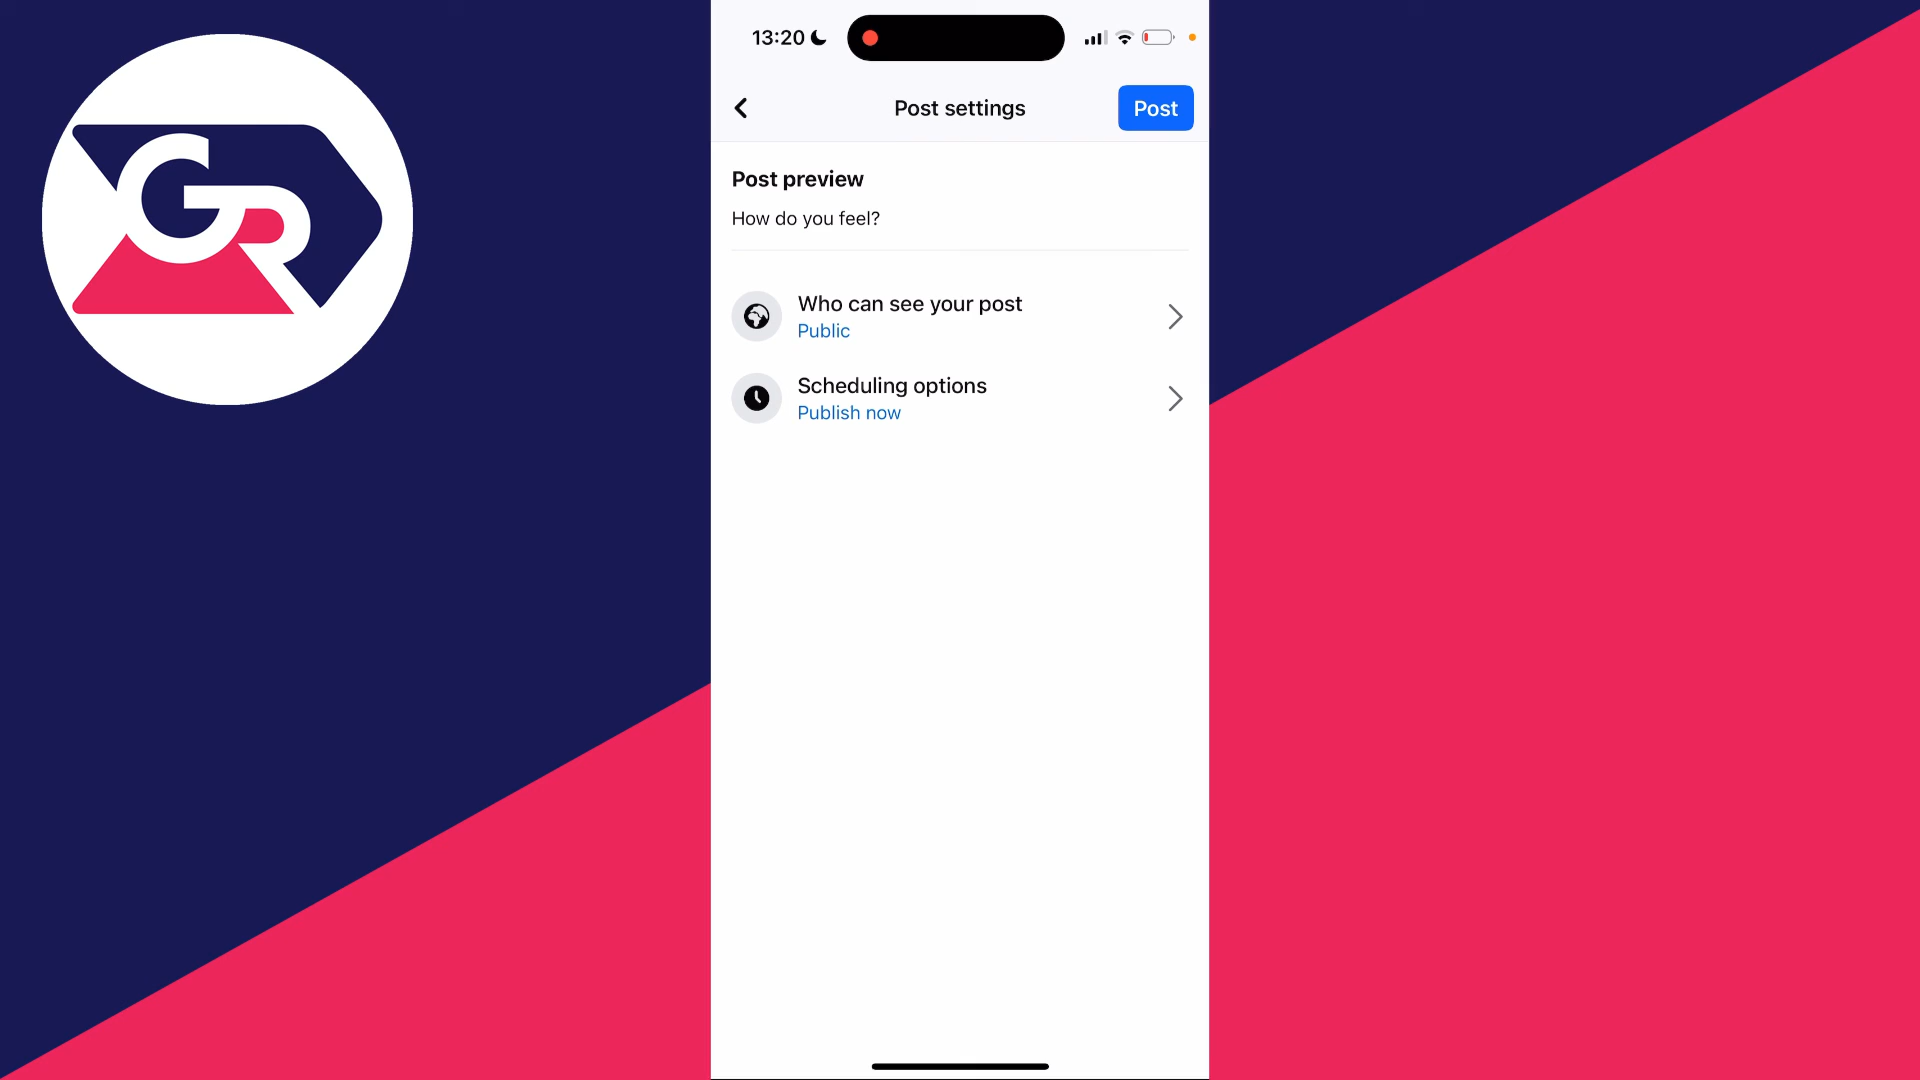 GR
13:20
Post settings
Post
Post preview
How do you feel?
Who can see your post
Public
Scheduling options
Publish now